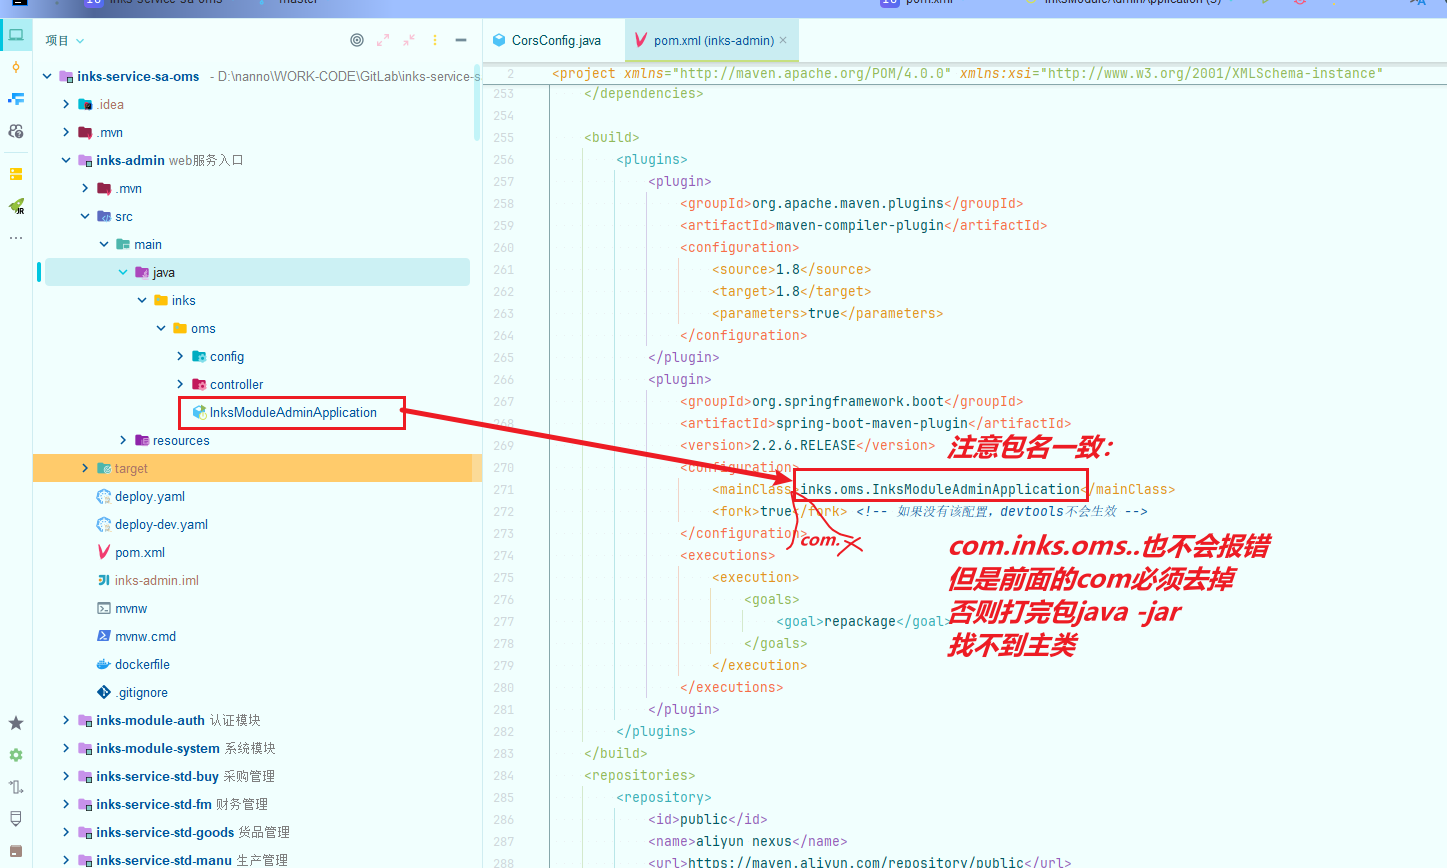 项目
inks-service-sa-oms - D:\nanno\WORK-CODE\GitLab\inks-service-s
.idea
.mvn
inks-admin web服务入口
.mvn
src
main
java
inks
oms
config
controller
InksModuleAdminApplication
resources
target
deploy.yaml
deploy-dev.yaml
pom.xml
inks-admin.iml
mvnw
mvnw.cmd
dockerfile
.gitignore
inks-module-auth 认证模块
inks-module-system 系统模块
inks-service-std-buy 采购管理
inks-service-std-fm 财务管理
inks-service-std-goods 货品管理
inks-service-std-manu 生产管理
CorsConfig.java
pom.xml (inks-admin)
2 <project xmlns="http://maven.apache.org/POM/4.0.0" xmlns:xsi="http://www.w3.org/2001/XMLSchema-instance"
253 </dependencies>
254
255 <build>
256 <plugins>
257 <plugin>
258 <groupId>org.apache.maven.plugins</groupId>
259 <artifactId>maven-compiler-plugin</artifactId>
260 <configuration>
261 <source>1.8</source>
262 <target>1.8</target>
263 <parameters>true</parameters>
264 </configuration>
265 </plugin>
266 <plugin>
267 <groupId>org.springframework.boot</groupId>
268 <artifactId>spring-boot-maven-plugin</artifactId>
269 <version>2.2.6.RELEASE</version>
270 <configuration>
271 <mainClass>inks.oms.InksModuleAdminApplication</mainClass>
272 <fork>true</fork> <!-- 如果没有该配置，devtools不会生效 -->
273 </configuration>
274 <executions>
275 <execution>
276 <goals>
277 <goal>repackage</goal>
278 </goals>
279 </execution>
280 </executions>
281 </plugin>
282 </plugins>
283 </build>
284 <repositories>
285 <repository>
286 <id>public</id>
287 <name>aliyun nexus</name>
288 <url>https://maven.aliyun.com/repository/public</url>
注意包名一致：
com.
com.inks.oms..也不会报错
但是前面的com必须去掉
否则打完包java -jar
找不到主类